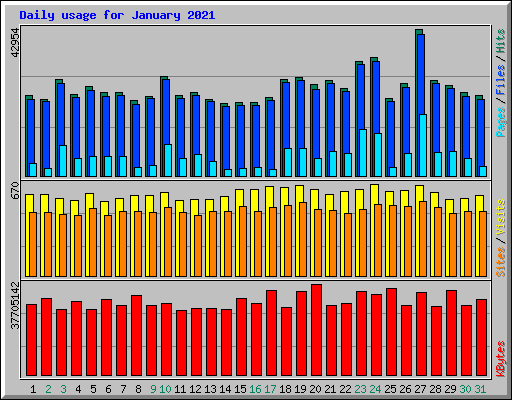 Daily usage for January 2021
42954
Pages / Files / Hits
670
Sites / Visits
37705142
KBytes
1 2 3 4 5 6 7 8 9 10 11 12 13 14 15 16 17 18 19 20 21 22 23 24 25 26 27 28 29 30 31